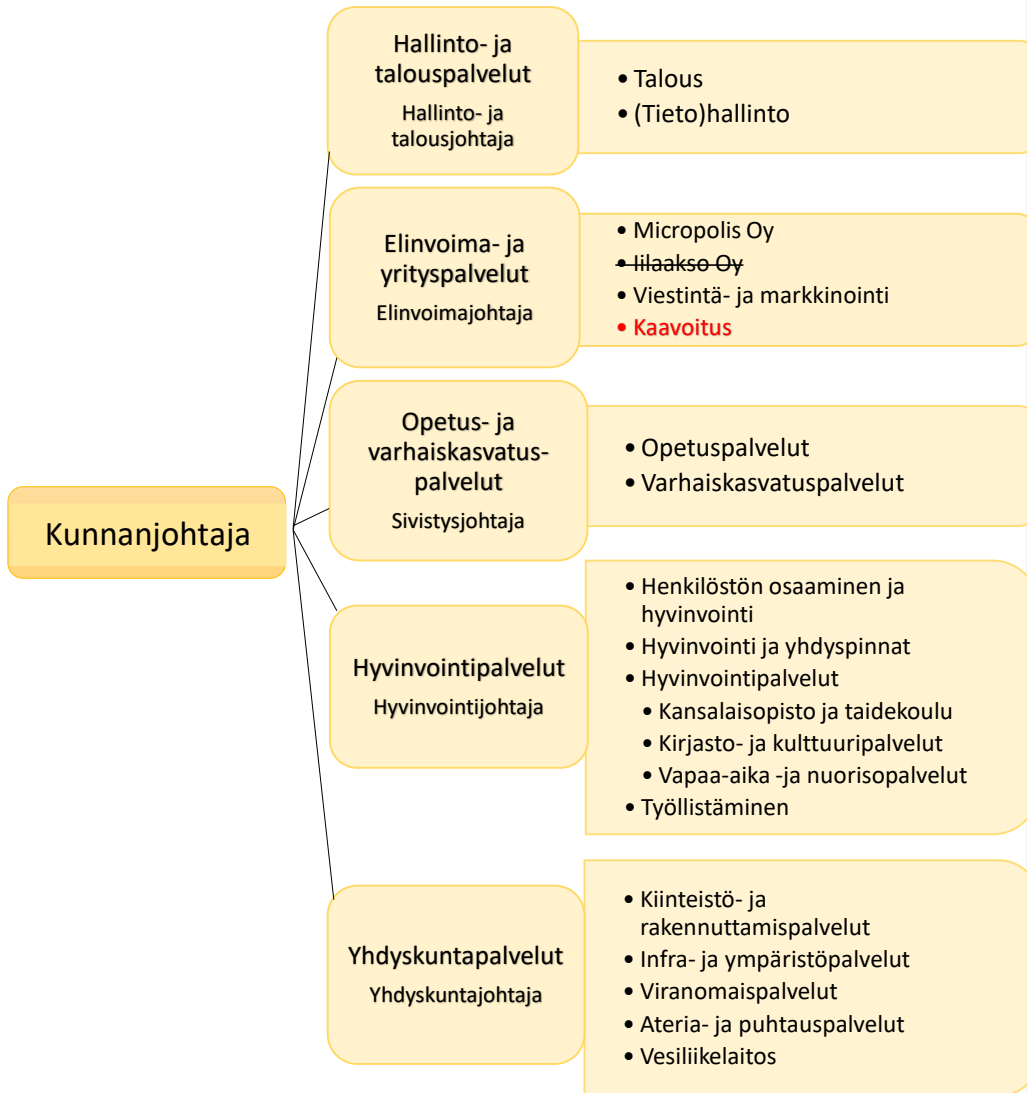 Hallinto- ja
talouspalvelut
Hallinto- ja
talousjohtaja
• Talous
• (Tieto)hallinto
Elinvoima- ja
yrityspalvelut
Elinvoimajohtaja
• Micropolis Oy
• Iilaakso Oy
• Viestintä- ja markkinointi
• Kaavoitus
Opetus- ja
varhaiskasvatus-
palvelut
Sivistysjohtaja
• Opetuspalvelut
• Varhaiskasvatuspalvelut
Kunnanjohtaja
Hyvinvointipalvelut
Hyvinvointijohtaja
• Henkilöstön osaaminen ja
hyvinvointi
• Hyvinvointi ja yhdyspinnat
• Hyvinvointipalvelut
• Kansalaisopisto ja taidekoulu
• Kirjasto- ja kulttuuripalvelut
• Vapaa-aika -ja nuorisopalvelut
• Työllistäminen
Yhdyskuntapalvelut
Yhdyskuntajohtaja
• Kiinteistö- ja
rakennuttamispalvelut
• Infra- ja ympäristöpalvelut
• Viranomaispalvelut
• Ateria- ja puhtauspalvelut
• Vesiliikelaitos